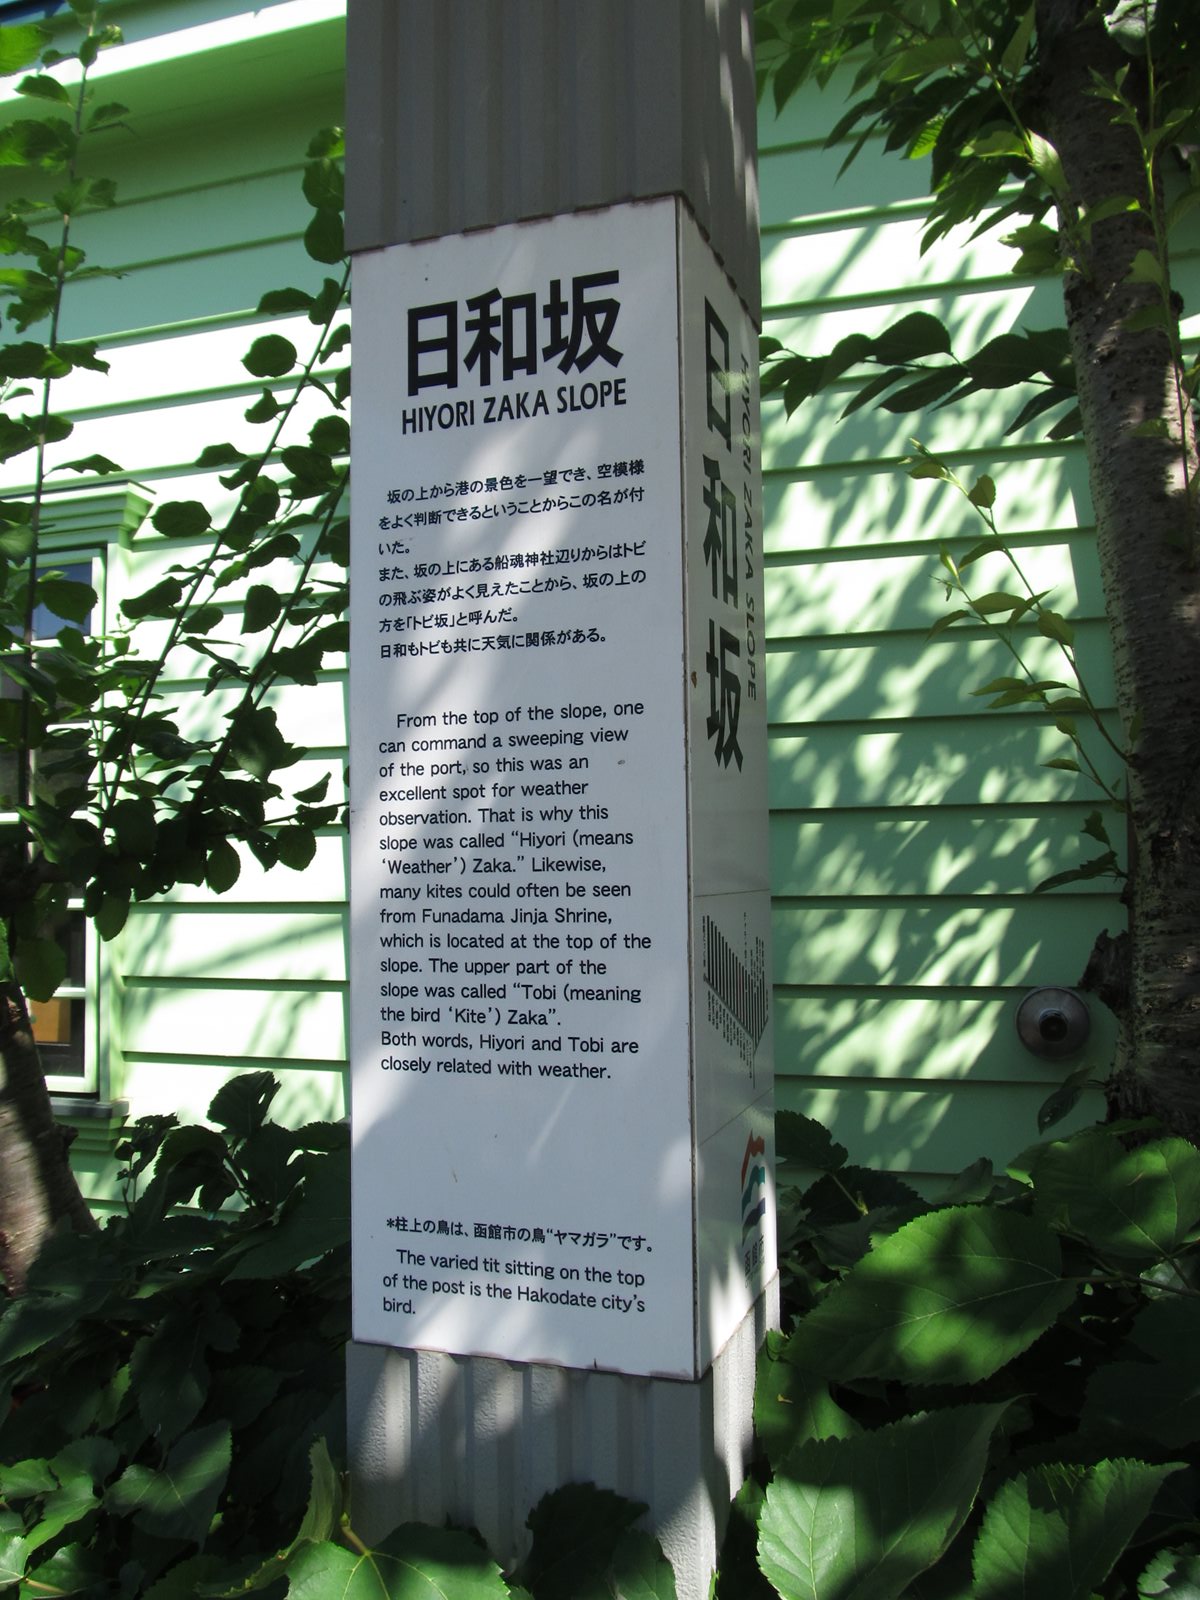 日和坂
HIYORI ZAKA SLOPE
坂の上から港の景色を一望でき、空模様
をよく判断できるということからこの名が付
いた。
また、坂の上にある船魂神社辺りからはトビ
の飛ぶ姿がよく見えたことから、坂の上の
方を「トビ坂」と呼んだ。
日和もトビも共に天気に関係がある。
From the top of the slope, one
can command a sweeping view
of the port, so this was an
excellent spot for weather
observation. That is why this
slope was called “Hiyori (means
‘Weather’) Zaka.” Likewise,
many kites could often be seen
from Funadama Jinja Shrine,
which is located at the top of the
slope. The upper part of the
slope was called “Tobi (meaning
the bird ‘Kite’) Zaka”.
Both words, Hiyori and Tobi are
closely related with weather.
*柱上の鳥は、函館市の鳥“ヤマガラ”です。
The varied tit sitting on the top
of the post is the Hakodate city’s
bird.
日和坂
HIYORI ZAKA SLOPE
函館市